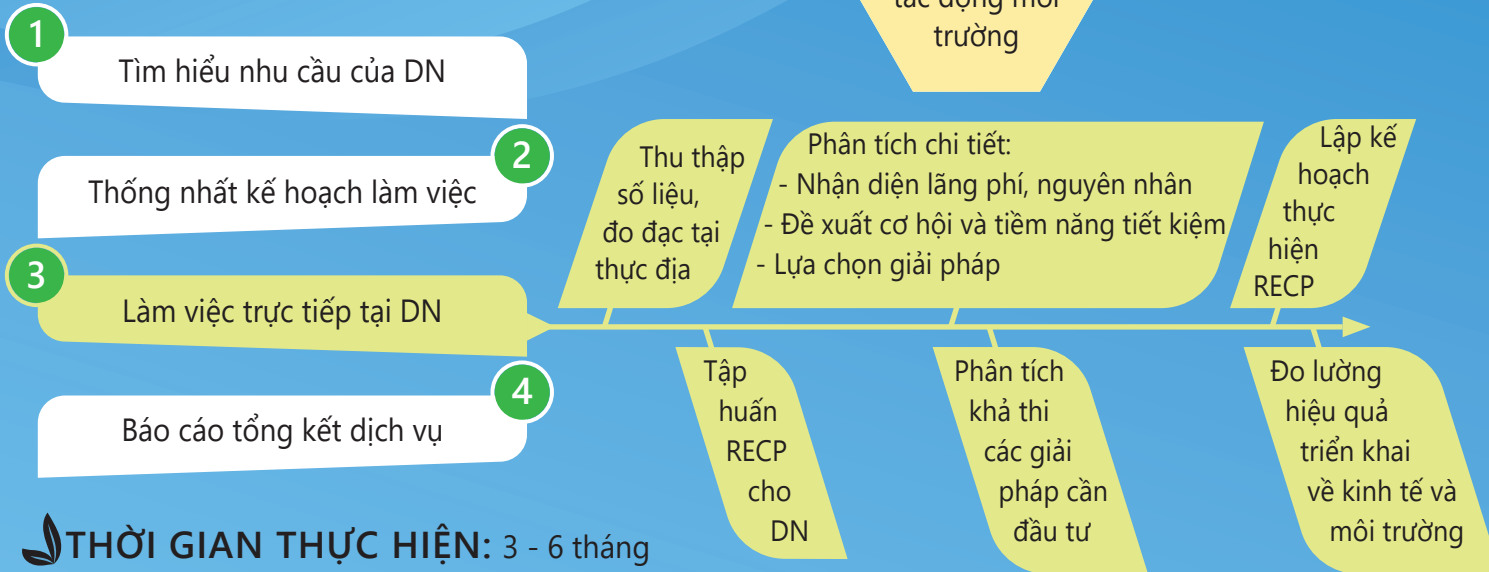 tác động môi
trường
1
Tìm hiểu nhu cầu của DN
2
Thống nhất kế hoạch làm việc
3
Làm việc trực tiếp tại DN
4
Báo cáo tổng kết dịch vụ
Thu thập
số liệu,
đo đạc tại
thực địa
Phân tích chi tiết:
- Nhận diện lãng phí, nguyên nhân
- Đề xuất cơ hội và tiềm năng tiết kiệm
- Lựa chọn giải pháp
Lập kế
hoạch
thực
hiện
RECP
Tập
huấn
RECP
cho
DN
Phân tích
khả thi
các giải
pháp cần
đầu tư
Đo lường
hiệu quả
triển khai
về kinh tế và
môi trường
THỜI GIAN THỰC HIỆN: 3 - 6 tháng